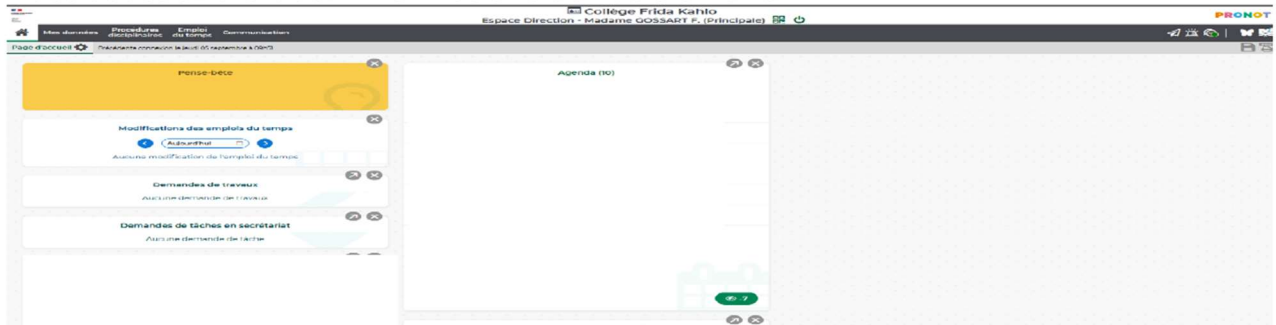 Collège Frida Kahlo
Espace Direction - Madame GOSSART F. (Principale)
PRONOT
Mes données Procédures disciplinaires Emploi du temps Communication
Page d'accueil Précédente connexion le jeudi 05 septembre à
Pense-bête
Modifications des emplois du temps
Aujourd'hui
Aucune modification de l'emploi du temps
Demandes de travaux
Aucune demande de travaux
Demandes de tâches en secrétariat
Aucune demande de tâche
Agenda (10)
7